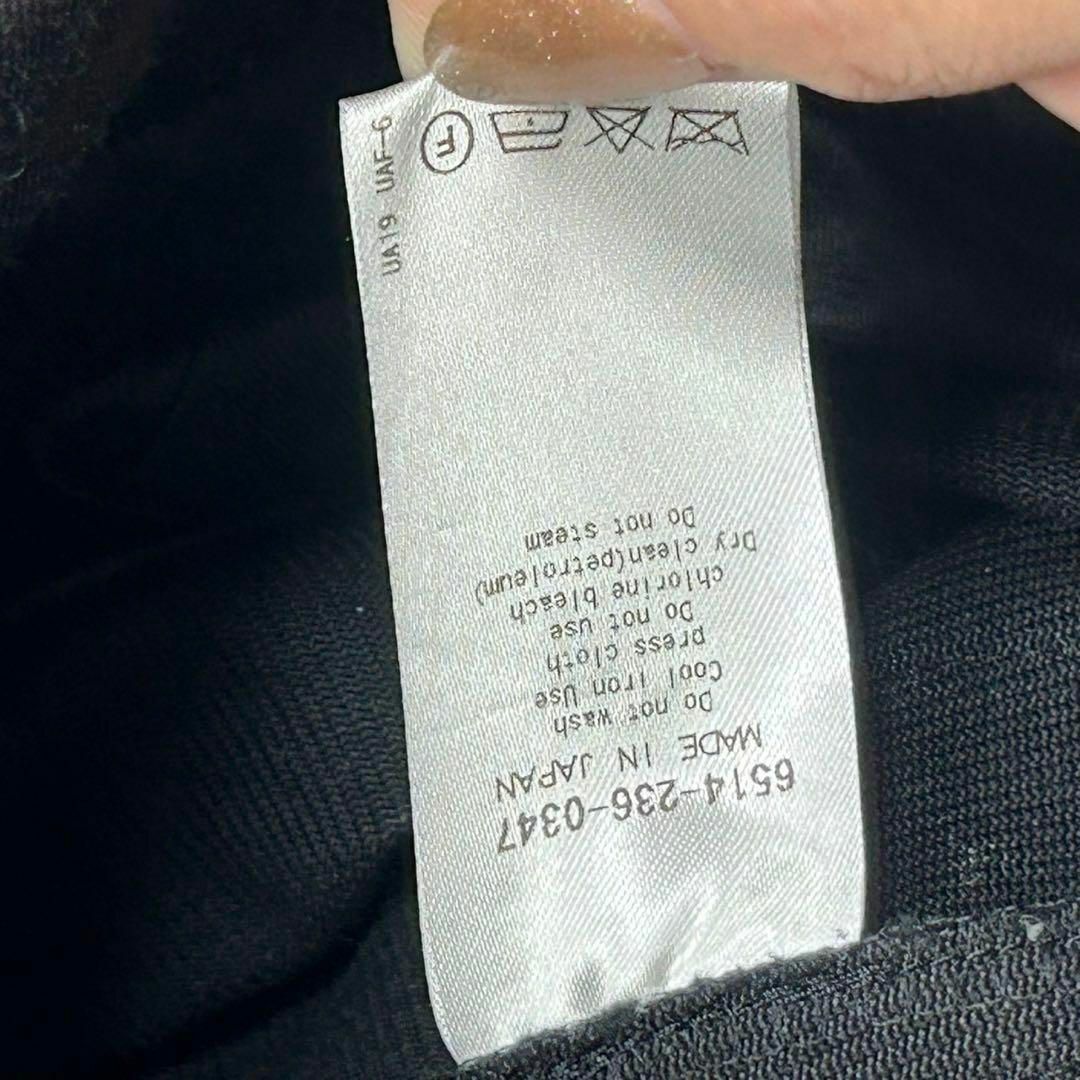 6514-236-0347
MADE IN JAPAN
Do not wash
Cool iron Use
press cloth
Do not use
chlorine bleach
Dry clean(petroleum)
Do not steam
F
UA19 UAF-6